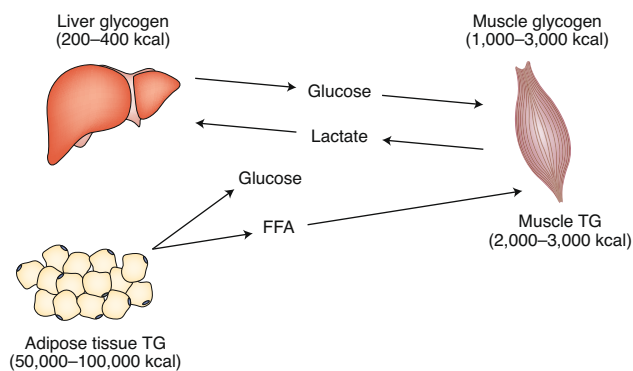 Liver glycogen
(200–400 kcal)
Muscle glycogen
(1,000–3,000 kcal)
Glucose
Lactate
Glucose
FFA
Muscle TG
(2,000–3,000 kcal)
Adipose tissue TG
(50,000–100,000 kcal)